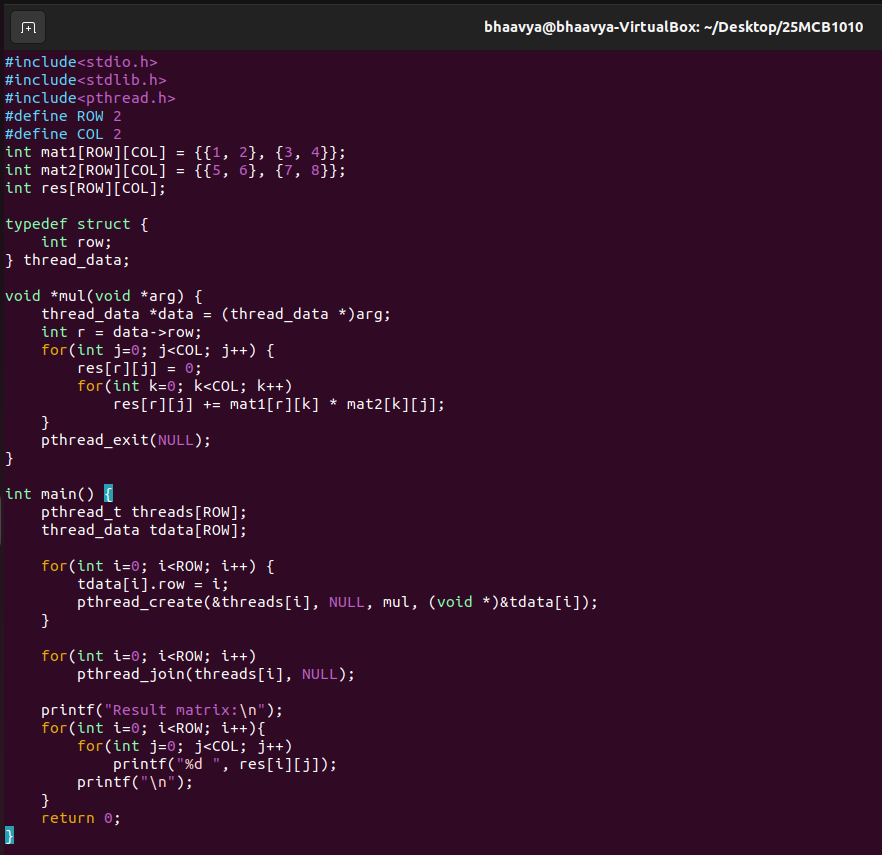 bhaavya@bhaavya-VirtualBox: ~/Desktop/25MCB1010
#include<stdio.h>
#include<stdlib.h>
#include<pthread.h>
#define ROW 2
#define COL 2
int mat1[ROW][COL] = {{1, 2}, {3, 4}};
int mat2[ROW][COL] = {{5, 6}, {7, 8}};
int res[ROW][COL];

typedef struct {
    int row;
} thread_data;

void *mul(void *arg) {
    thread_data *data = (thread_data *)arg;
    int r = data->row;
    for(int j=0; j<COL; j++) {
        res[r][j] = 0;
        for(int k=0; k<COL; k++)
            res[r][j] += mat1[r][k] * mat2[k][j];
    }
    pthread_exit(NULL);
}

int main() {
    pthread_t threads[ROW];
    thread_data tdata[ROW];

    for(int i=0; i<ROW; i++) {
        tdata[i].row = i;
        pthread_create(&threads[i], NULL, mul, (void *)&tdata[i]);
    }

    for(int i=0; i<ROW; i++)
        pthread_join(threads[i], NULL);

    printf("Result matrix:\n");
    for(int i=0; i<ROW; i++){
        for(int j=0; j<COL; j++)
            printf("%d ", res[i][j]);
        printf("\n");
    }
    return 0;
}